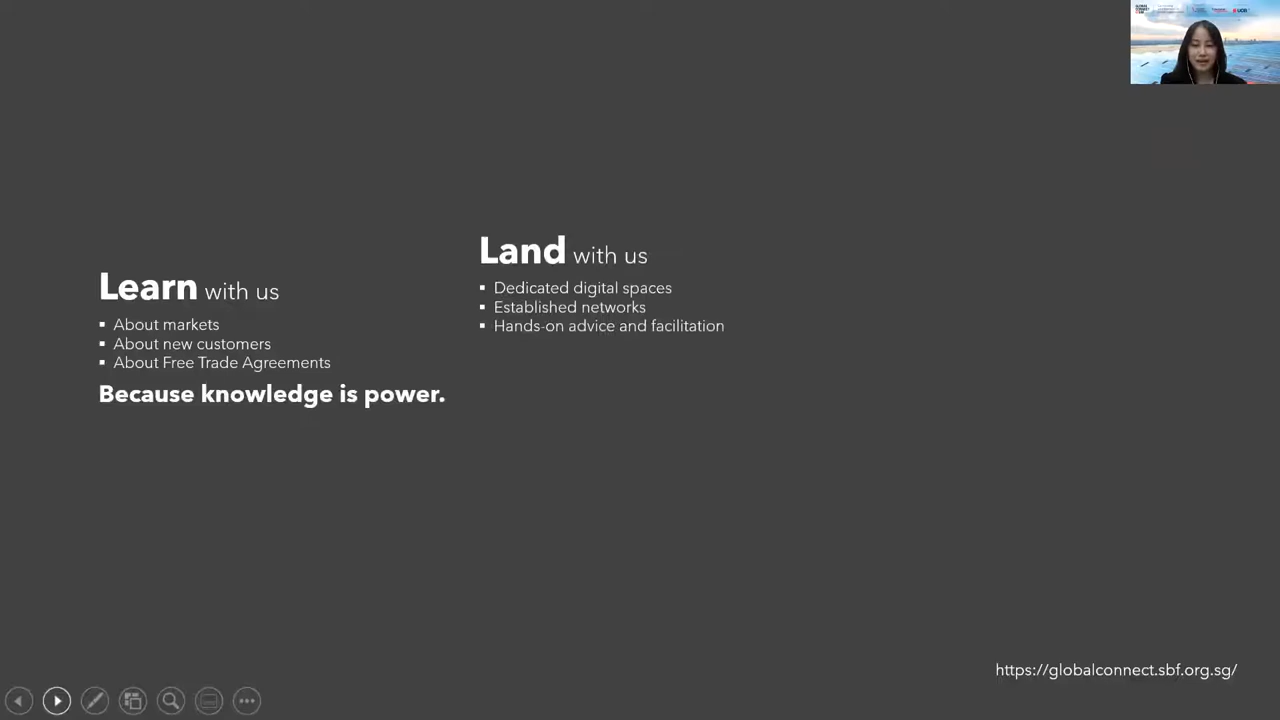 Learn with us
▪ About markets
▪ About new customers
▪ About Free Trade Agreements
Because knowledge is power.
Land with us
▪ Dedicated digital spaces
▪ Established networks
▪ Hands-on advice and facilitation
https://globalconnect.sbf.org.sg/